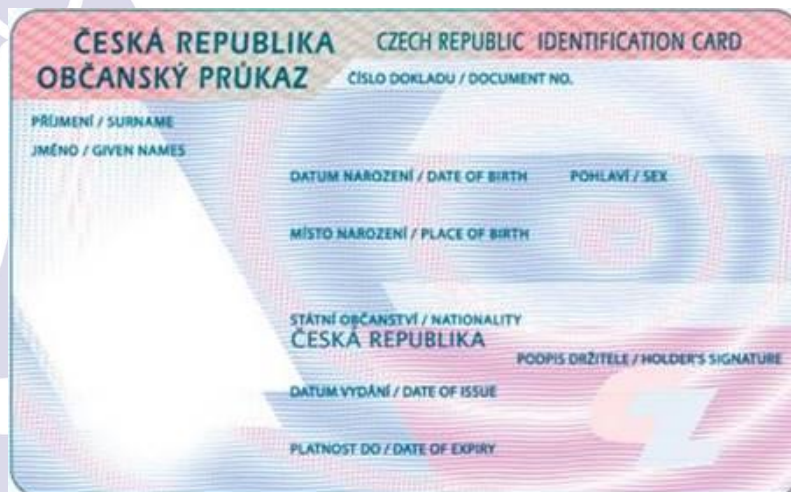 ČESKÁ REPUBLIKA CZECH REPUBLIC IDENTIFICATION CARD
OBČANSKÝ PRŮKAZ ČÍSLO DOKLADU / DOCUMENT NO.
PŘÍJMENÍ / SURNAME
JMÉNO / GIVEN NAMES
DATUM NAROZENÍ / DATE OF BIRTH POHLAVÍ / SEX
MÍSTO NAROZENÍ / PLACE OF BIRTH
STÁTNÍ OBČANSTVÍ / NATIONALITY
ČESKÁ REPUBLIKA
PODPIS DRŽITELE / HOLDER'S SIGNATURE
DATUM VYDÁNÍ / DATE OF ISSUE
PLATNOST DO / DATE OF EXPIRY